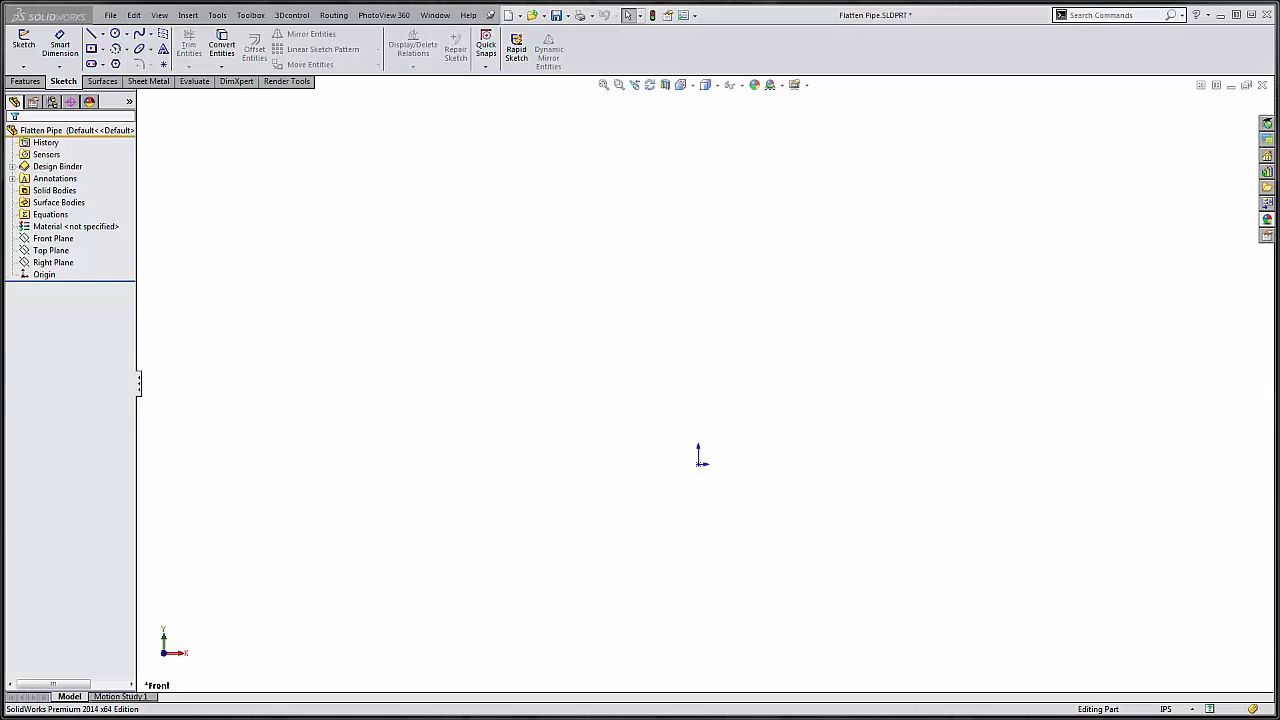 SOLIDWORKS File Edit View Insert Tools Toolbox 3Dcontrol Routing PhotoView 360 Window Help Flatten Pipe.SLDPRT * Search Commands ?
Sketch Smart Dimension Trim Entities Convert Entities Offset Entities Mirror Entities Linear Sketch Pattern Move Entities Display/Delete Relations Repair Sketch Quick Snaps Rapid Sketch Dynamic Mirror Entities
Features Sketch Surfaces Sheet Metal Evaluate DimXpert Render Tools
Flatten Pipe (Default<<Default>
History
Sensors
Design Binder
Annotations
Solid Bodies
Surface Bodies
Equations
Material <not specified>
Front Plane
Top Plane
Right Plane
Origin
Y
X
*Front
Model Motion Study 1
SolidWorks Premium 2014 x64 Edition Editing Part IPS